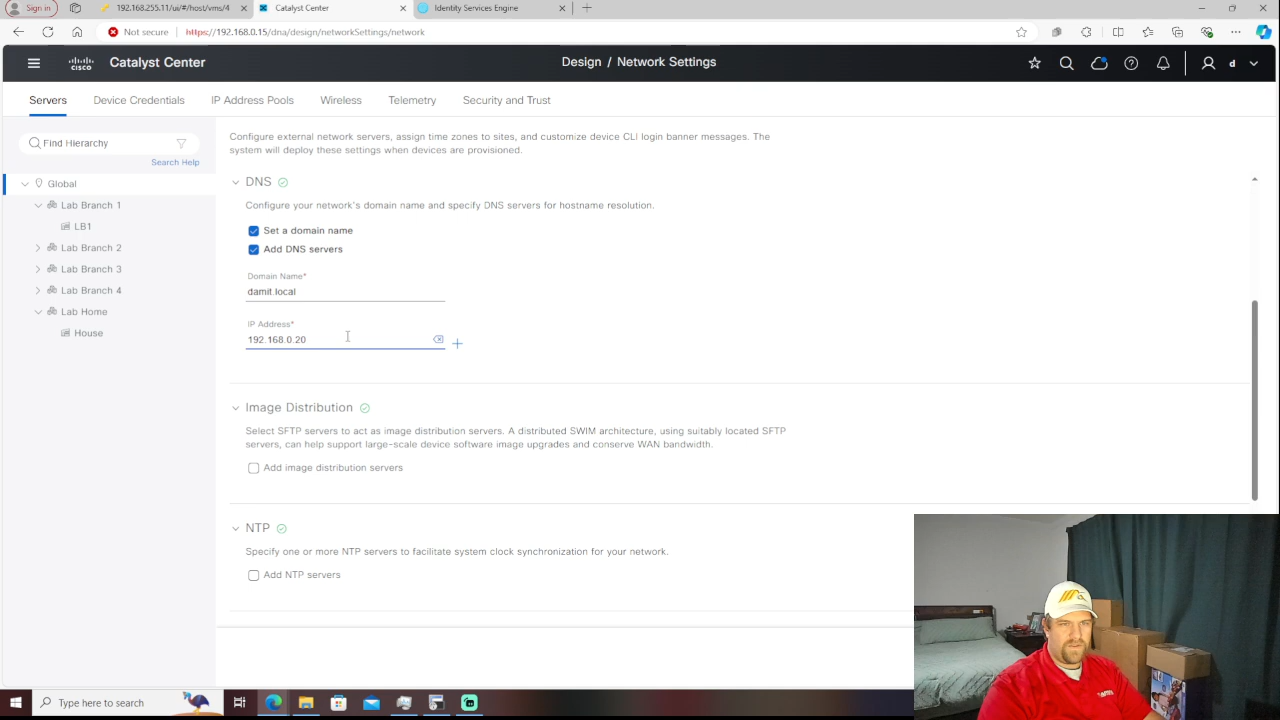 Sign in
192.168.255.11/ui/#/host/vms/4
Catalyst Center
Identity Services Engine
Not secure
https://192.168.0.15/dna/design/networkSettings/network
CISCO
Catalyst Center
Design / Network Settings
d
Servers
Device Credentials
IP Address Pools
Wireless
Telemetry
Security and Trust
Find Hierarchy
Search Help
Global
Lab Branch 1
LB1
Lab Branch 2
Lab Branch 3
Lab Branch 4
Lab Home
House
Configure external network servers, assign time zones to sites, and customize device CLI login banner messages. The
system will deploy these settings when devices are provisioned.
DNS
Configure your network's domain name and specify DNS servers for hostname resolution.
Set a domain name
Add DNS servers
Domain Name*
damit.local
IP Address*
192.168.0.20
Image Distribution
Select SFTP servers to act as image distribution servers. A distributed SWIM architecture, using suitably located SFTP
servers, can help support large-scale device software image upgrades and conserve WAN bandwidth.
Add image distribution servers
NTP
Specify one or more NTP servers to facilitate system clock synchronization for your network.
Add NTP servers
Type here to search